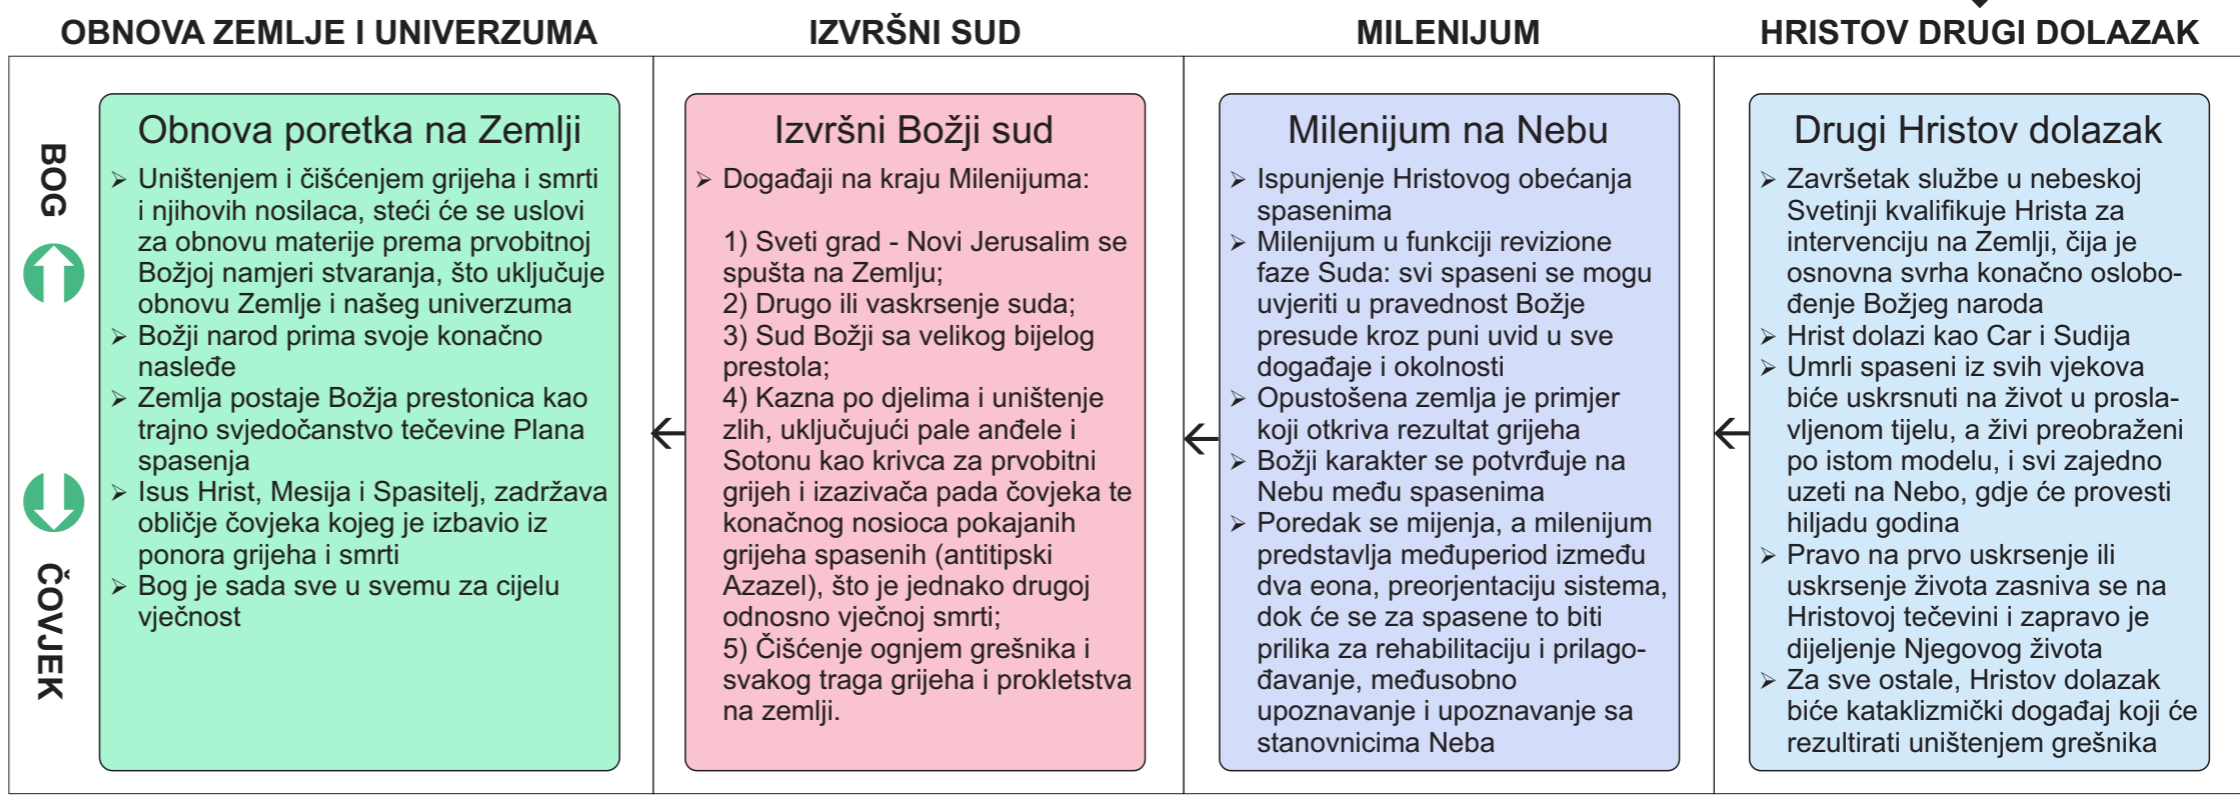 OBNOVA ZEMLJE I UNIVERZUMA
IZVRŠNI SUD
MILENIJUM
HRISTOV DRUGI DOLAZAK
BOG
ČOVJEK
Obnova poretka na Zemlji
➢ Uništenjem i čišćenjem grijeha i smrti
i njihovih nosilaca, steći će se uslovi
za obnovu materije prema prvobitnoj
Božjoj namjeri stvaranja, što uključuje
obnovu Zemlje i našeg univerzuma
➢ Božji narod prima svoje konačno
nasleđe
➢ Zemlja postaje Božja prestonica kao
trajno svjedočanstvo tečevine Plana
spasenja
➢ Isus Hrist, Mesija i Spasitelj, zadržava
obličje čovjeka kojeg je izbavio iz
ponora grijeha i smrti
➢ Bog je sada sve u svemu za cijelu
vječnost
Izvršni Božji sud
➢ Događaji na kraju Milenijuma:
1) Sveti grad - Novi Jerusalim se
spušta na Zemlju;
2) Drugo ili vaskrsenje suda;
3) Sud Božji sa velikog bijelog
prestola;
4) Kazna po djelima i uništenje
zlih, uključujući pale anđele i
Sotonu kao krivca za prvobitni
grijeh i izazivača pada čovjeka te
konačnog nosioca pokajanih
grijeha spasenih (antitipski
Azazel), što je jednako drugoj
odnosno vječnoj smrti;
5) Čišćenje ognjem grešnika i
svakog traga grijeha i prokletstva
na zemlji.
Milenijum na Nebu
➢ Ispunjenje Hristovog obećanja
spasenima
➢ Milenijum u funkciji revizione
faze Suda: svi spaseni se mogu
uvjeriti u pravednost Božje
presude kroz puni uvid u sve
događaje i okolnosti
➢ Opustošena zemlja je primjer
koji otkriva rezultat grijeha
➢ Božji karakter se potvrđuje na
Nebu među spasenima
➢ Poredak se mijenja, a milenijum
predstavlja međuperiod između
dva eona, preorjentaciju sistema,
dok će se za spasene to biti
prilika za rehabilitaciju i prilago-
đavanje, međusobno
upoznavanje i upoznavanje sa
stanovnicima Neba
Drugi Hristov dolazak
➢ Završetak službe u nebeskoj
Svetinji kvalifikuje Hrista za
intervenciju na Zemlji, čija je
osnovna svrha konačno oslobo-
đenje Božjeg naroda
➢ Hrist dolazi kao Car i Sudija
➢ Umrli spaseni iz svih vjekova
biće uskrsnuti na život u prosla-
vljenom tijelu, a živi preobraženi
po istom modelu, i svi zajedno
uzeti na Nebo, gdje će provesti
hiljadu godina
➢ Pravo na prvo uskrsenje ili
uskrsenje života zasniva se na
Hristovoj tečevini i zapravo je
dijeljenje Njegovog života
➢ Za sve ostale, Hristov dolazak
biće kataklizmički događaj koji će
rezultirati uništenjem grešnika